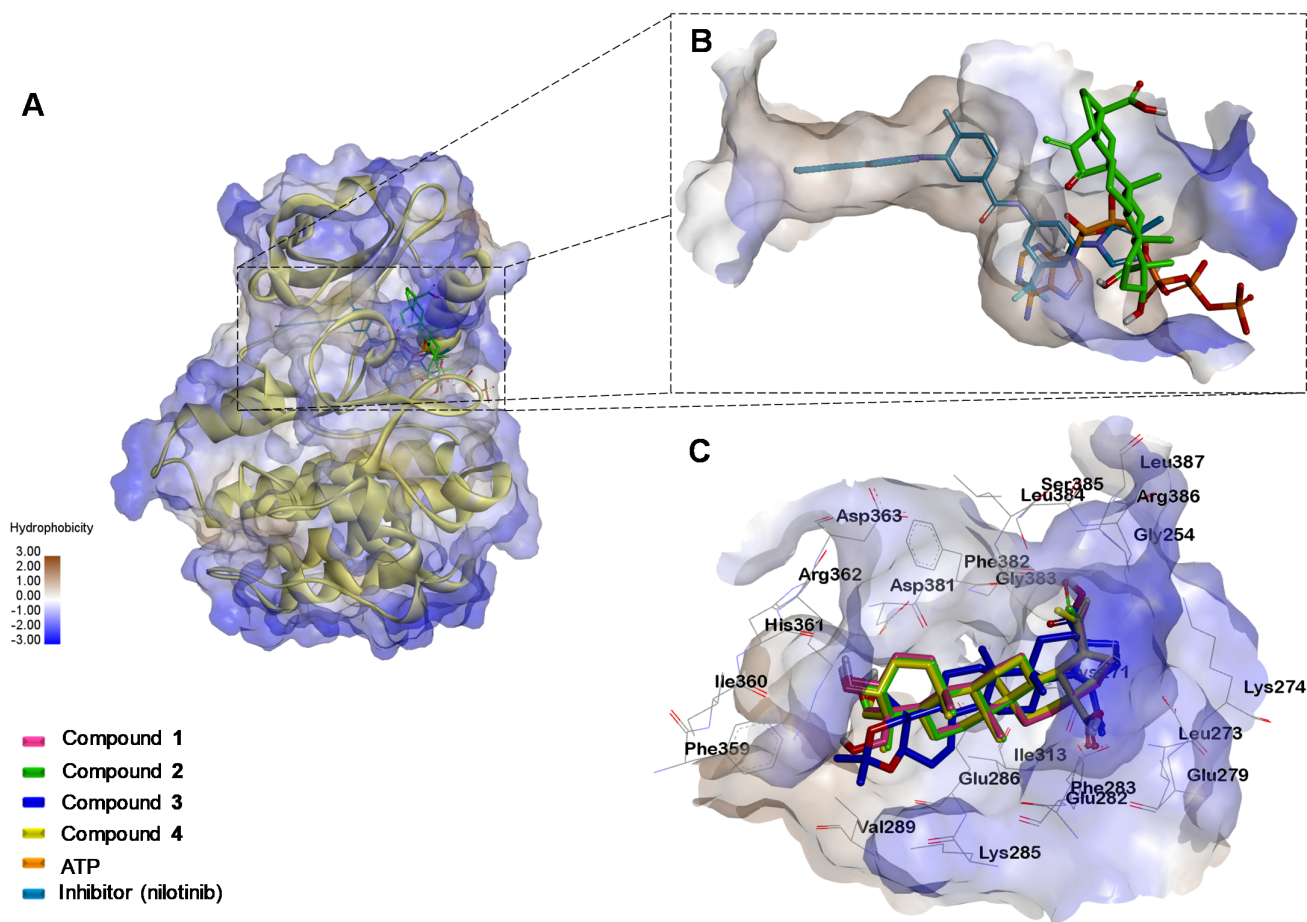 A
B
C
Leu387
Ser385
Leu384
Arg386
Gly254
Asp363
Phe382
Gly383
Arg362
Asp381
His361
Ile360
Lys274
Phe359
Leu273
Ile313
Glu286
Glu279
Phe283
Glu282
Val289
Lys285
Hydrophobicity
3.00
2.00
1.00
0.00
-1.00
-2.00
-3.00
Compound 1
Compound 2
Compound 3
Compound 4
ATP
Inhibitor (nilotinib)